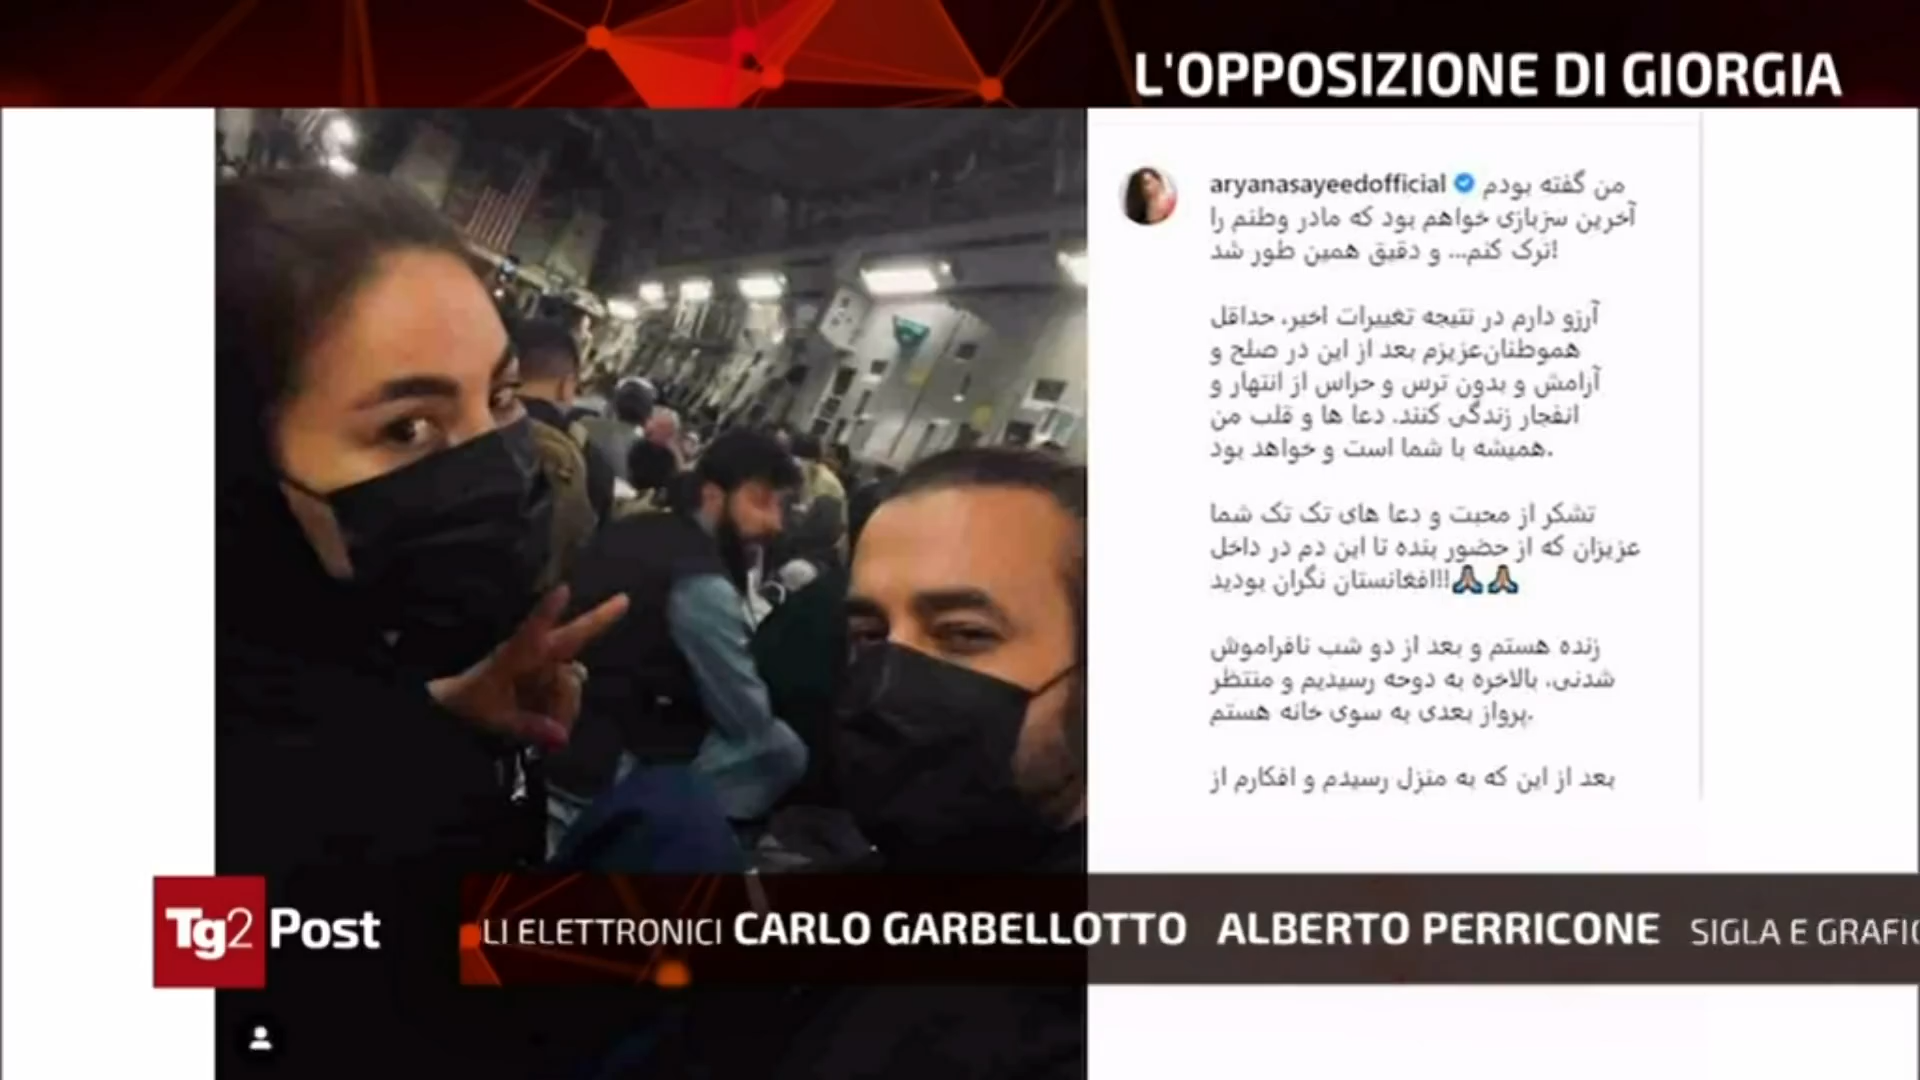 L'OPPOSIZIONE DI GIORGIA
aryanasayeedofficial من گفته بودم
آخرین سربازی خواهم بود که مادر وطنم را
ترک کنم... و دقیق همین طور شد!
آرزو دارم در نتیجه تغییرات اخیر، حداقل
هموطنان‌عزیزم بعد از این در صلح و
آرامش و بدون ترس و حراس از انتهار و
انفجار زندگی کنند. دعا ها و قلب من
همیشه با شما است و خواهد بود.
تشکر از محبت و دعا های تک تک شما
عزیزان که از حضور بنده تا این دم در داخل
افغانستان نگران بودید!!🙏🙏
زنده هستم و بعد از دو شب نافراموش
شدنی، بالاخره به دوحه رسیدیم و منتظر
پرواز بعدی به سوی خانه هستم.
بعد از این که به منزل رسیدم و افکارم از
Tg2 Post
LI ELETTRONICI CARLO GARBELLOTTO ALBERTO PERRICONE SIGLA E GRAFIC